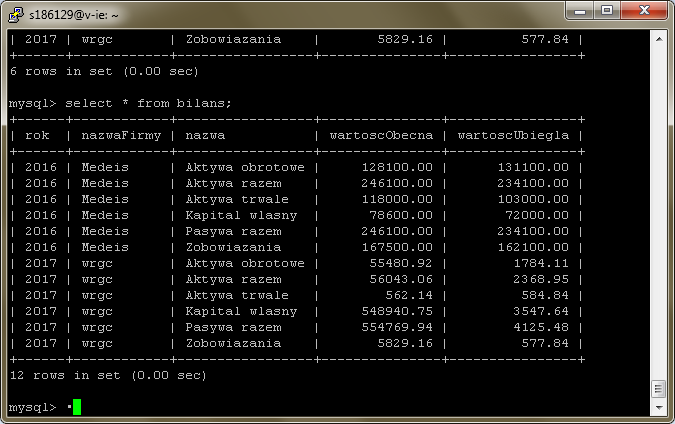 s186129@v-ie: ~
| 2017 | wrgc       | Zobowiazania     |       5829.16 |         577.84 |
+------+------------+------------------+---------------+----------------+
6 rows in set (0.00 sec)
mysql> select * from bilans;
+------+------------+------------------+---------------+----------------+
| rok  | nazwaFirmy | nazwa            | wartoscObecna | wartoscUbiegla |
+------+------------+------------------+---------------+----------------+
| 2016 | Medeis     | Aktywa obrotowe  |     128100.00 |      131100.00 |
| 2016 | Medeis     | Aktywa razem     |     246100.00 |      234100.00 |
| 2016 | Medeis     | Aktywa trwale    |     118000.00 |      103000.00 |
| 2016 | Medeis     | Kapital wlasny   |      78600.00 |       72000.00 |
| 2016 | Medeis     | Pasywa razem     |     246100.00 |      234100.00 |
| 2016 | Medeis     | Zobowiazania     |     167500.00 |      162100.00 |
| 2017 | wrgc       | Aktywa obrotowe  |      55480.92 |        1784.11 |
| 2017 | wrgc       | Aktywa razem     |      56043.06 |        2368.95 |
| 2017 | wrgc       | Aktywa trwale    |        562.14 |         584.84 |
| 2017 | wrgc       | Kapital wlasny   |     548940.75 |        3547.64 |
| 2017 | wrgc       | Pasywa razem     |     554769.94 |        4125.48 |
| 2017 | wrgc       | Zobowiazania     |       5829.16 |         577.84 |
+------+------------+------------------+---------------+----------------+
12 rows in set (0.00 sec)
mysql> •